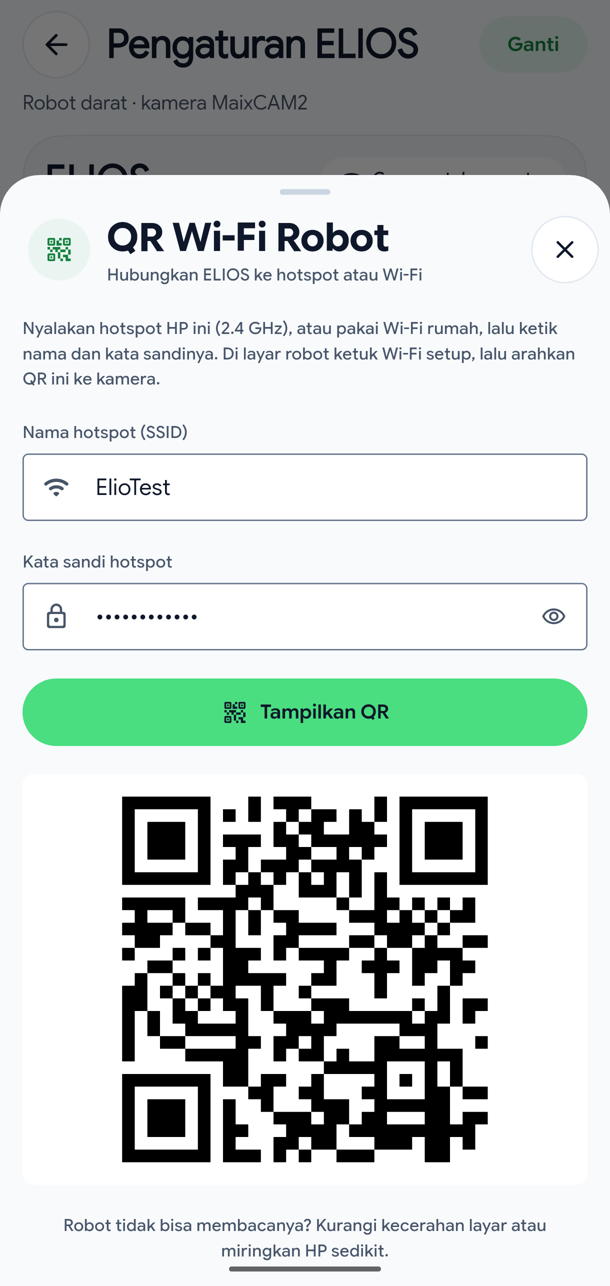 Pengaturan ELIOS
Ganti
Robot darat · kamera MaixCAM2
ELIOS
QR Wi-Fi Robot
Hubungkan ELIOS ke hotspot atau Wi-Fi
Nyalakan hotspot HP ini (2.4 GHz), atau pakai Wi-Fi rumah, lalu ketik
nama dan kata sandinya. Di layar robot ketuk Wi-Fi setup, lalu arahkan
QR ini ke kamera.
Nama hotspot (SSID)
ElioTest
Kata sandi hotspot
••••••••••••
Tampilkan QR
Robot tidak bisa membacanya? Kurangi kecerahan layar atau
miringkan HP sedikit.